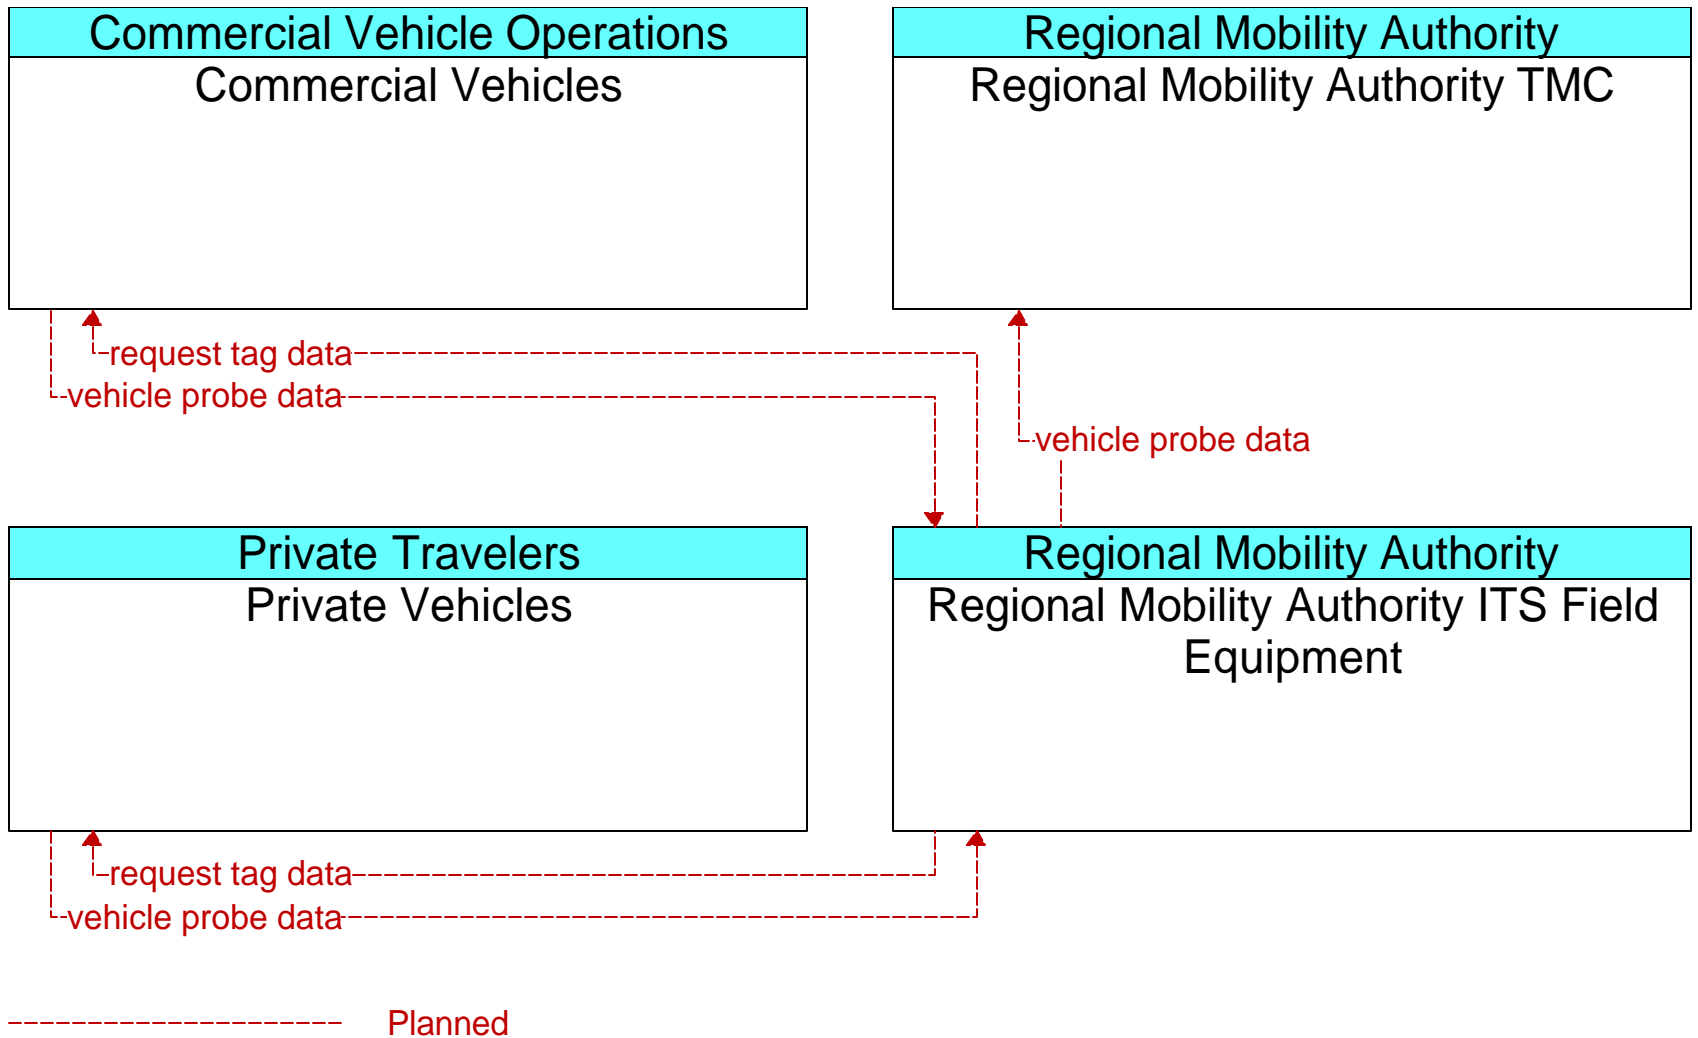 Commercial Vehicle Operations
Commercial Vehicles
Regional Mobility Authority
Regional Mobility Authority TMC
request tag data
vehicle probe data
vehicle probe data
Private Travelers
Private Vehicles
Regional Mobility Authority
Regional Mobility Authority ITS Field
Equipment
request tag data
vehicle probe data
Planned